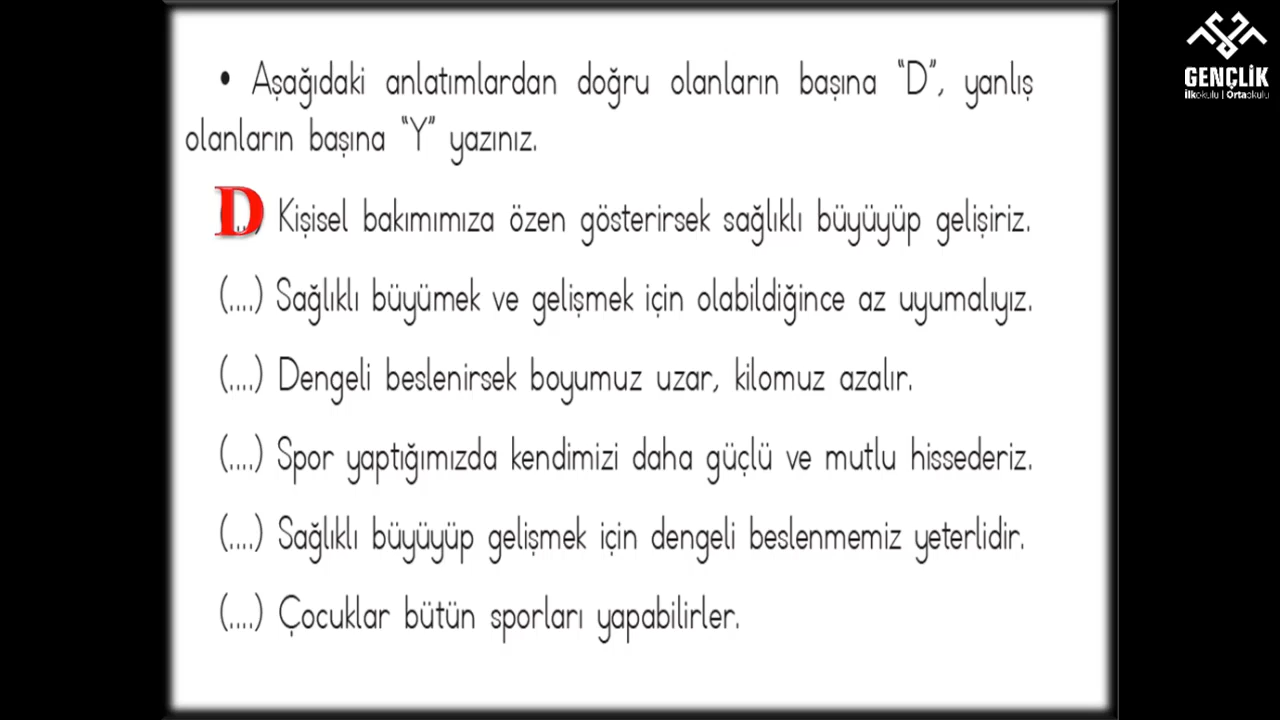 GENÇLİK
İlkokulu | Ortaokulu
• Aşağıdaki anlatımlardan doğru olanların başına “D”, yanlış
olanların başına “Y” yazınız.
D Kişisel bakımımıza özen gösterirsek sağlıklı büyüyüp gelişiriz.
(....) Sağlıklı büyümek ve gelişmek için olabildiğince az uyumalıyız.
(....) Dengeli beslenirsek boyumuz uzar, kilomuz azalır.
(....) Spor yaptığımızda kendimizi daha güçlü ve mutlu hissederiz.
(....) Sağlıklı büyüyüp gelişmek için dengeli beslenmemiz yeterlidir.
(....) Çocuklar bütün sporları yapabilirler.